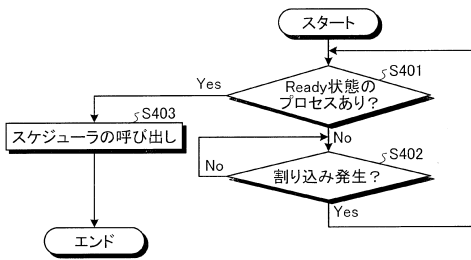 スタート
S401
Ready状態の
プロセスあり?
Yes
S403
スケジューラの呼び出し
No
S402
No
割り込み発生?
Yes
エンド